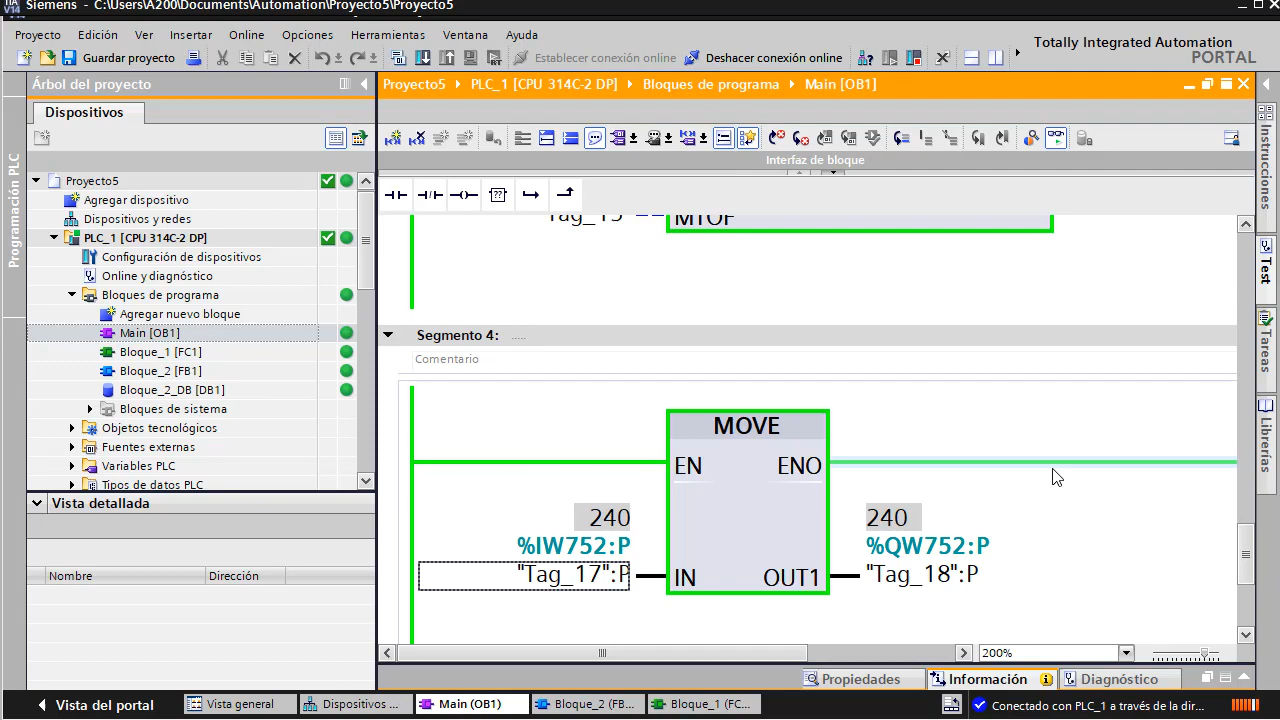 Siemens - C:\Users\A200\Documents\Automation\Proyecto5\Proyecto5
V14
Proyecto Edición Ver Insertar Online Opciones Herramientas Ventana Ayuda
Totally Integrated Automation
PORTAL
Guardar proyecto
Establecer conexión online
Deshacer conexión online
Árbol del proyecto
Proyecto5 PLC_1 [CPU 314C-2 DP] Bloques de programa Main [OB1]
Dispositivos
Programación PLC
Interfaz de bloque
Proyecto5
Agregar dispositivo
Dispositivos y redes
PLC_1 [CPU 314C-2 DP]
Configuración de dispositivos
Online y diagnóstico
Bloques de programa
Agregar nuevo bloque
Main [OB1]
Bloque_1 [FC1]
Bloque_2 [FB1]
Bloque_2_DB [DB1]
Bloques de sistema
Objetos tecnológicos
Fuentes externas
Variables PLC
Tipos de datos PLC
Vista detallada
Nombre Dirección
Segmento 4: .....
Comentario
MOVE
EN ENO
240 240
%IW752:P %QW752:P
"Tag_17":P IN OUT1 "Tag_18":P
200%
Instrucciones
Test
Tareas
Librerías
Propiedades Información Diagnóstico
Vista del portal Vista general Dispositivos ... Main (OB1) Bloque_2 (FB... Bloque_1 (FC...
Conectado con PLC_1 a través de la dir...